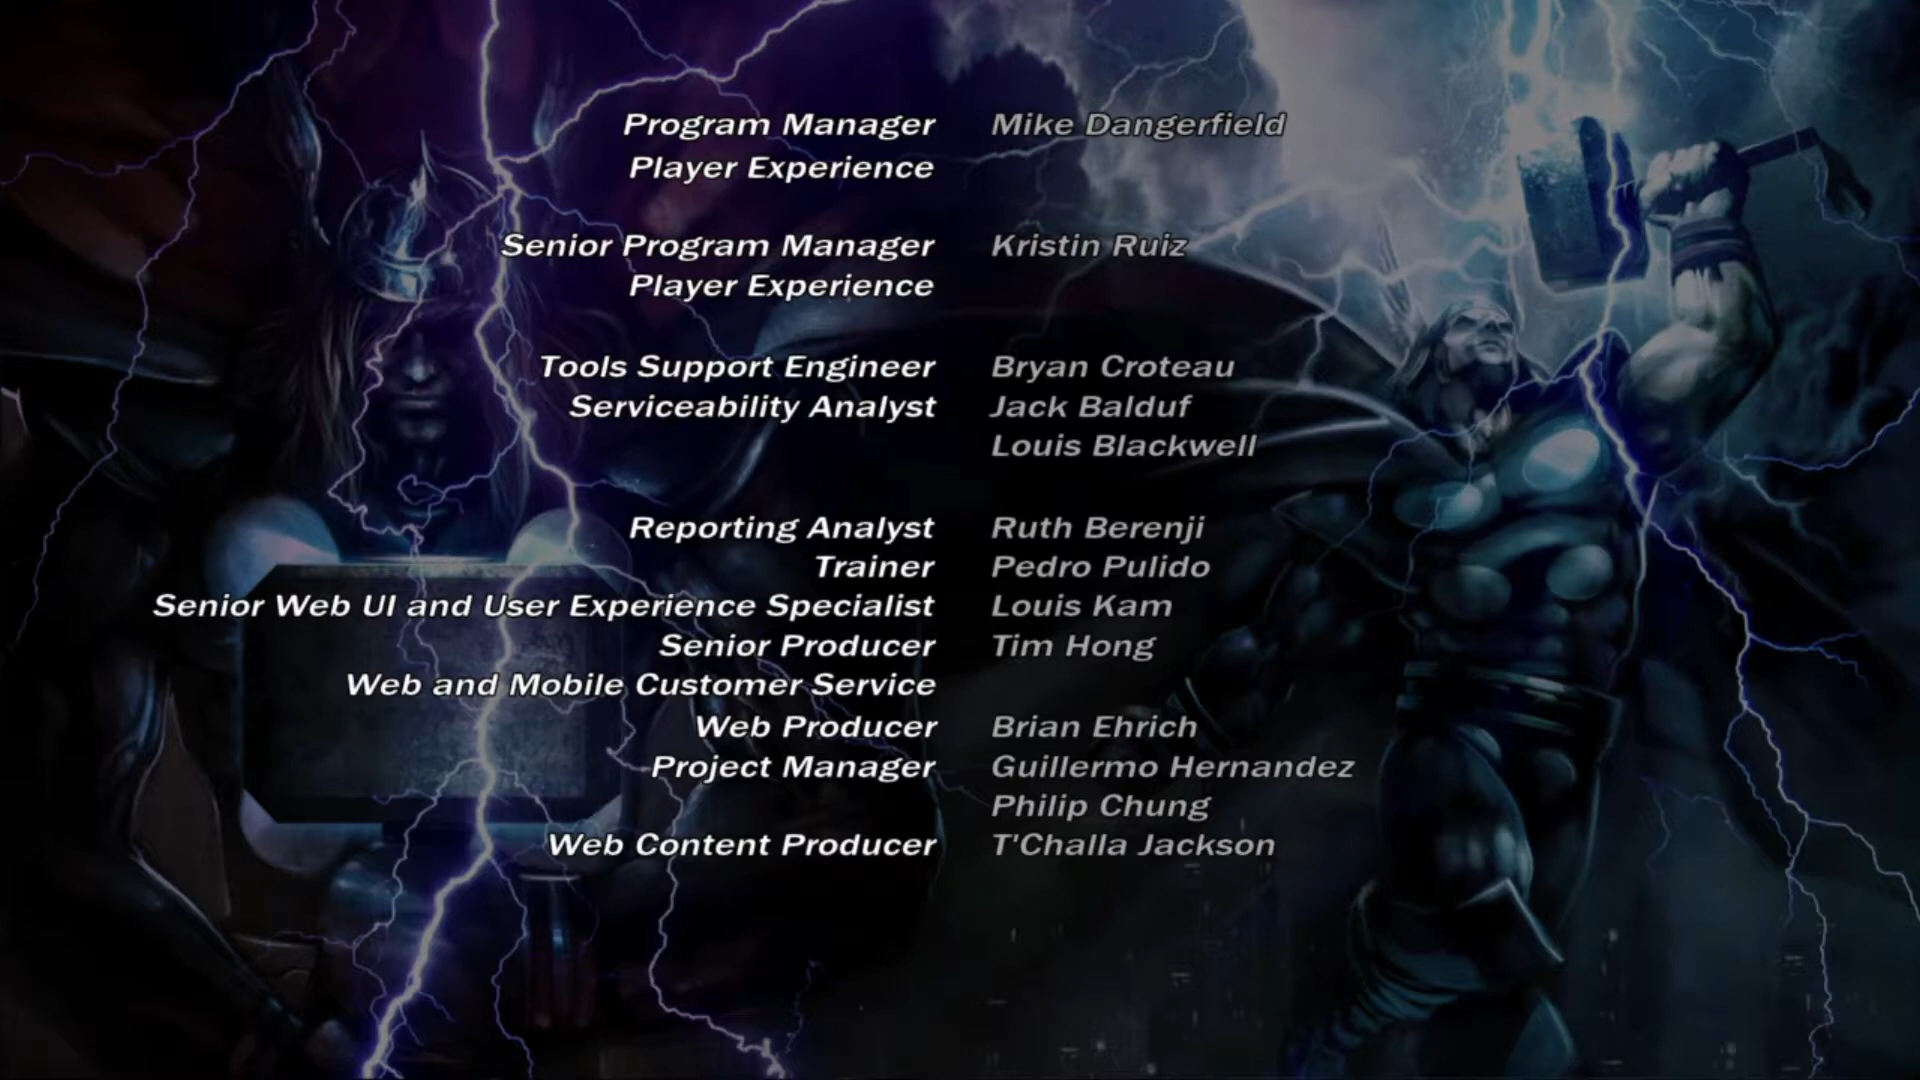 Program Manager Mike Dangerfield
Player Experience
Senior Program Manager Kristin Ruiz
Player Experience
Tools Support Engineer Bryan Croteau
Serviceability Analyst Jack Balduf
Louis Blackwell
Reporting Analyst Ruth Berenji
Trainer Pedro Pulido
Senior Web UI and User Experience Specialist Louis Kam
Senior Producer Tim Hong
Web and Mobile Customer Service
Web Producer Brian Ehrich
Project Manager Guillermo Hernandez
Philip Chung
Web Content Producer T'Challa Jackson